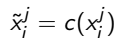 x̃ᵢʲ = c(xᵢʲ)